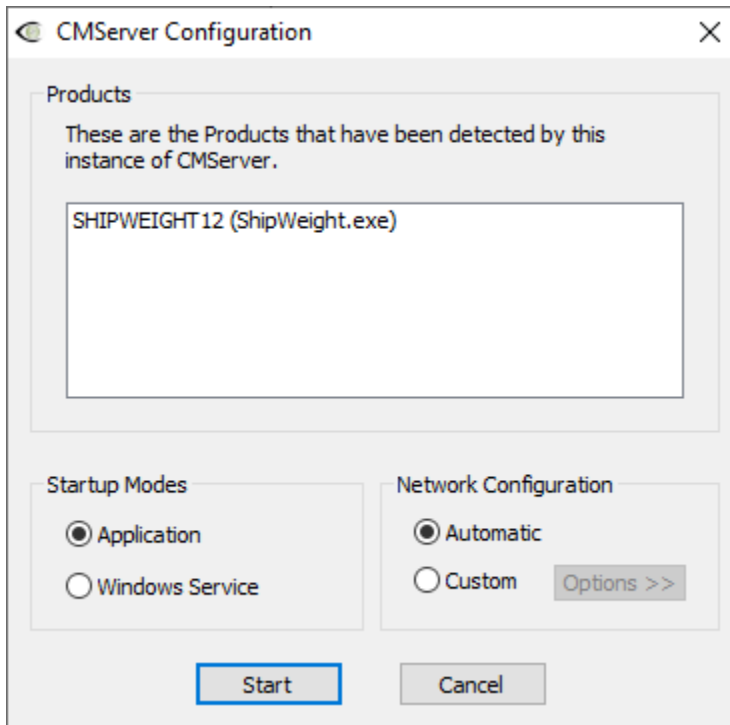 CMServer Configuration
Products
These are the Products that have been detected by this
instance of CMServer.
SHIPWEIGHT12 (ShipWeight.exe)
Startup Modes
Application
Windows Service
Network Configuration
Automatic
Custom
Options >>
Start
Cancel